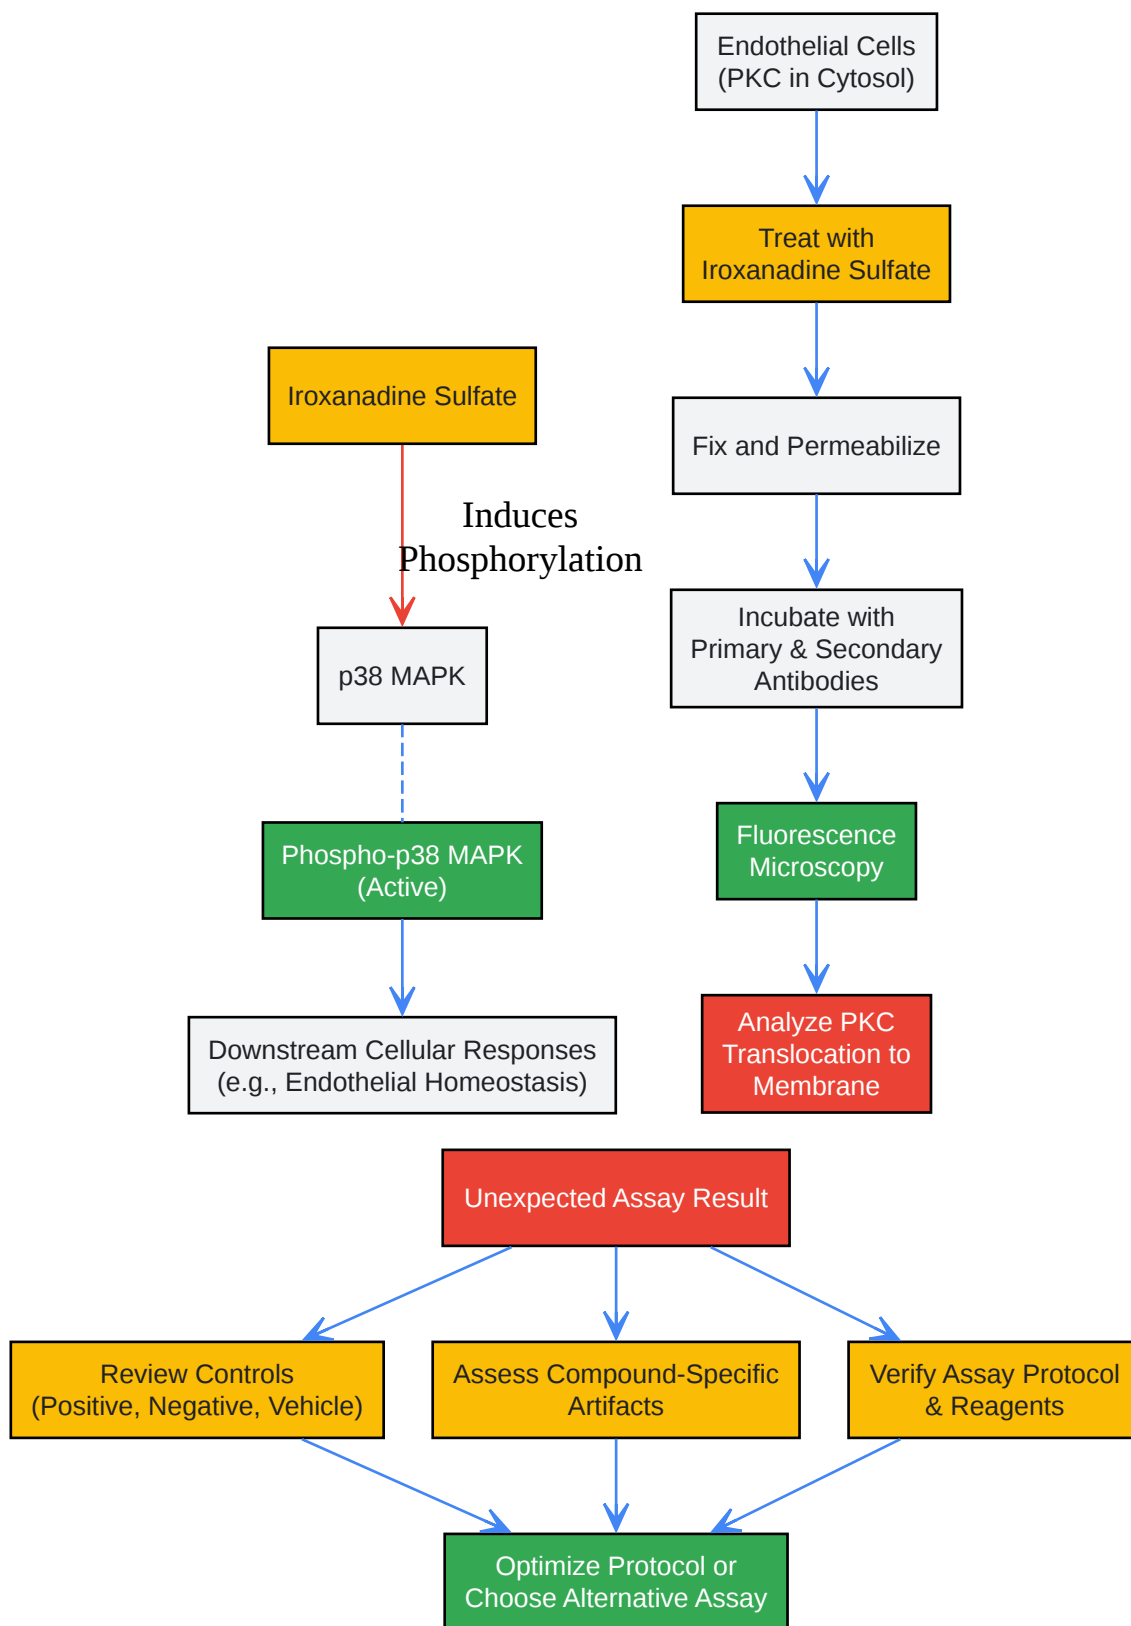 Endothelial Cells
(PKC in Cytosol)
Treat with
Iroxanadine Sulfate
Fix and Permeabilize
Incubate with
Primary & Secondary
Antibodies
Fluorescence
Microscopy
Analyze PKC
Translocation to
Membrane
Iroxanadine Sulfate
Induces
Phosphorylation
p38 MAPK
Phospho-p38 MAPK
(Active)
Downstream Cellular Responses
(e.g., Endothelial Homeostasis)
Unexpected Assay Result
Review Controls
(Positive, Negative, Vehicle)
Assess Compound-Specific
Artifacts
Verify Assay Protocol
& Reagents
Optimize Protocol or
Choose Alternative Assay